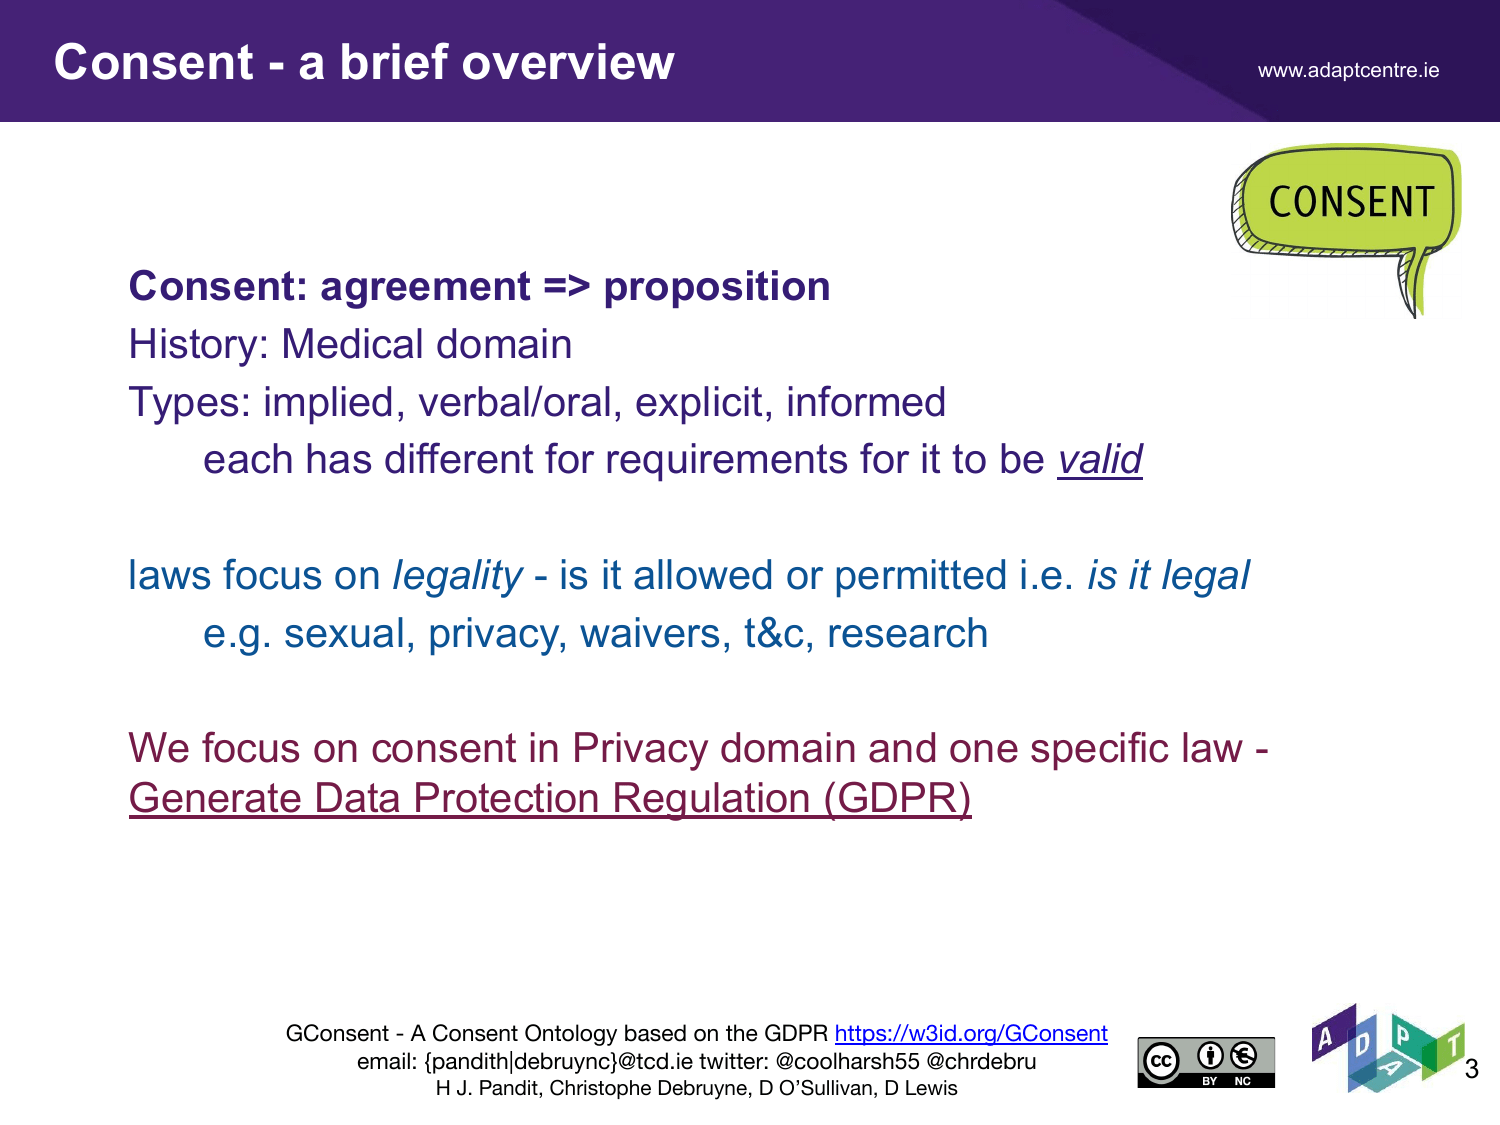 Consent - a brief overview
www.adaptcentre.ie
CONSENT
Consent: agreement => proposition
History: Medical domain
Types: implied, verbal/oral, explicit, informed
each has different for requirements for it to be valid
laws focus on legality - is it allowed or permitted i.e. is it legal
e.g. sexual, privacy, waivers, t&c, research
We focus on consent in Privacy domain and one specific law -
Generate Data Protection Regulation (GDPR)
GConsent - A Consent Ontology based on the GDPR https://w3id.org/GConsent
email: {pandith|debruync}@tcd.ie twitter: @coolharsh55 @chrdebru
H J. Pandit, Christophe Debruyne, D O’Sullivan, D Lewis
cc BY NC
ADAPT
3